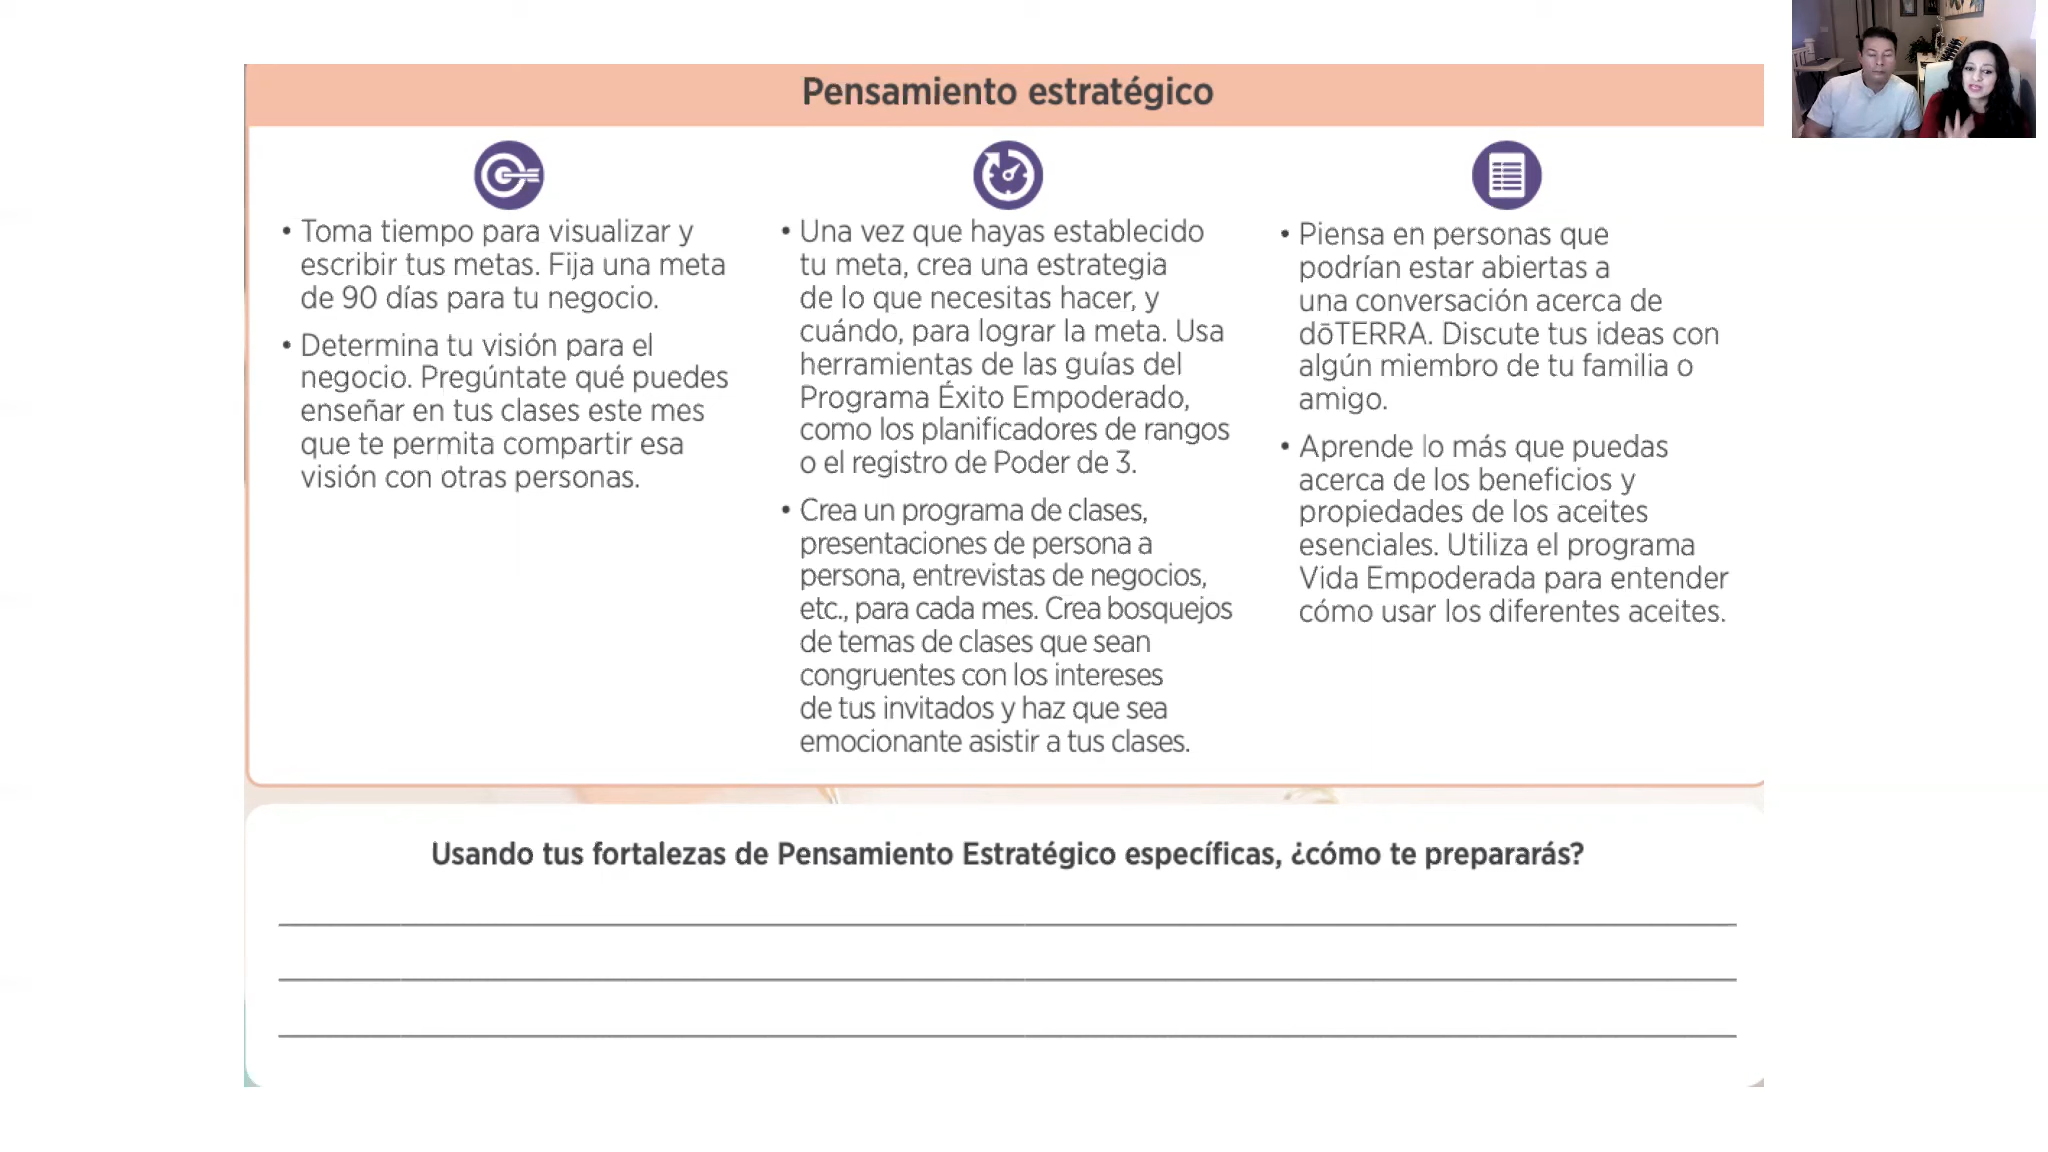 Pensamiento estratégico
• Toma tiempo para visualizar y
escribir tus metas. Fija una meta
de 90 días para tu negocio.
• Determina tu visión para el
negocio. Pregúntate qué puedes
enseñar en tus clases este mes
que te permita compartir esa
visión con otras personas.
• Una vez que hayas establecido
tu meta, crea una estrategia
de lo que necesitas hacer, y
cuándo, para lograr la meta. Usa
herramientas de las guías del
Programa Éxito Empoderado,
como los planificadores de rangos
o el registro de Poder de 3.
• Crea un programa de clases,
presentaciones de persona a
persona, entrevistas de negocios,
etc., para cada mes. Crea bosquejos
de temas de clases que sean
congruentes con los intereses
de tus invitados y haz que sea
emocionante asistir a tus clases.
• Piensa en personas que
podrían estar abiertas a
una conversación acerca de
dōTERRA. Discute tus ideas con
algún miembro de tu familia o
amigo.
• Aprende lo más que puedas
acerca de los beneficios y
propiedades de los aceites
esenciales. Utiliza el programa
Vida Empoderada para entender
cómo usar los diferentes aceites.
Usando tus fortalezas de Pensamiento Estratégico específicas, ¿cómo te prepararás?